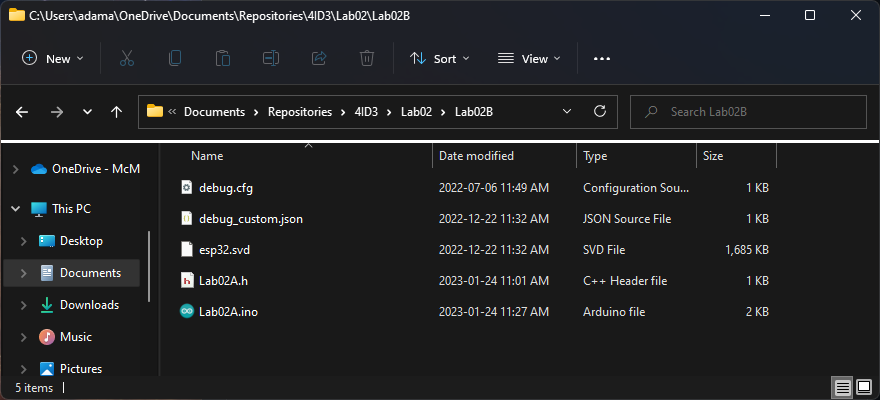 C:\Users\adama\OneDrive\Documents\Repositories\4ID3\Lab02\Lab02B
New Sort View
« Documents > Repositories > 4ID3 > Lab02 > Lab02B Search Lab02B
Name Date modified Type Size
OneDrive - McM
This PC
Desktop
Documents
Downloads
Music
Pictures
debug.cfg 2022-07-06 11:49 AM Configuration Sou... 1 KB
debug_custom.json 2022-12-22 11:32 AM JSON Source File 1 KB
esp32.svd 2022-12-22 11:32 AM SVD File 1,685 KB
Lab02A.h 2023-01-24 11:01 AM C++ Header file 1 KB
Lab02A.ino 2023-01-24 11:27 AM Arduino file 2 KB
5 items